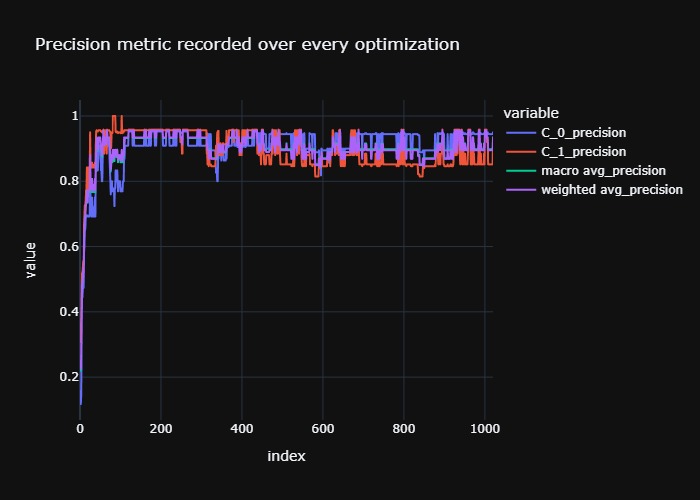 Precision metric recorded over every optimization
variable
C_0_precision
C_1_precision
macro avg_precision
weighted avg_precision
value
1
0.8
0.6
0.4
0.2
0 200 400 600 800 1000
index